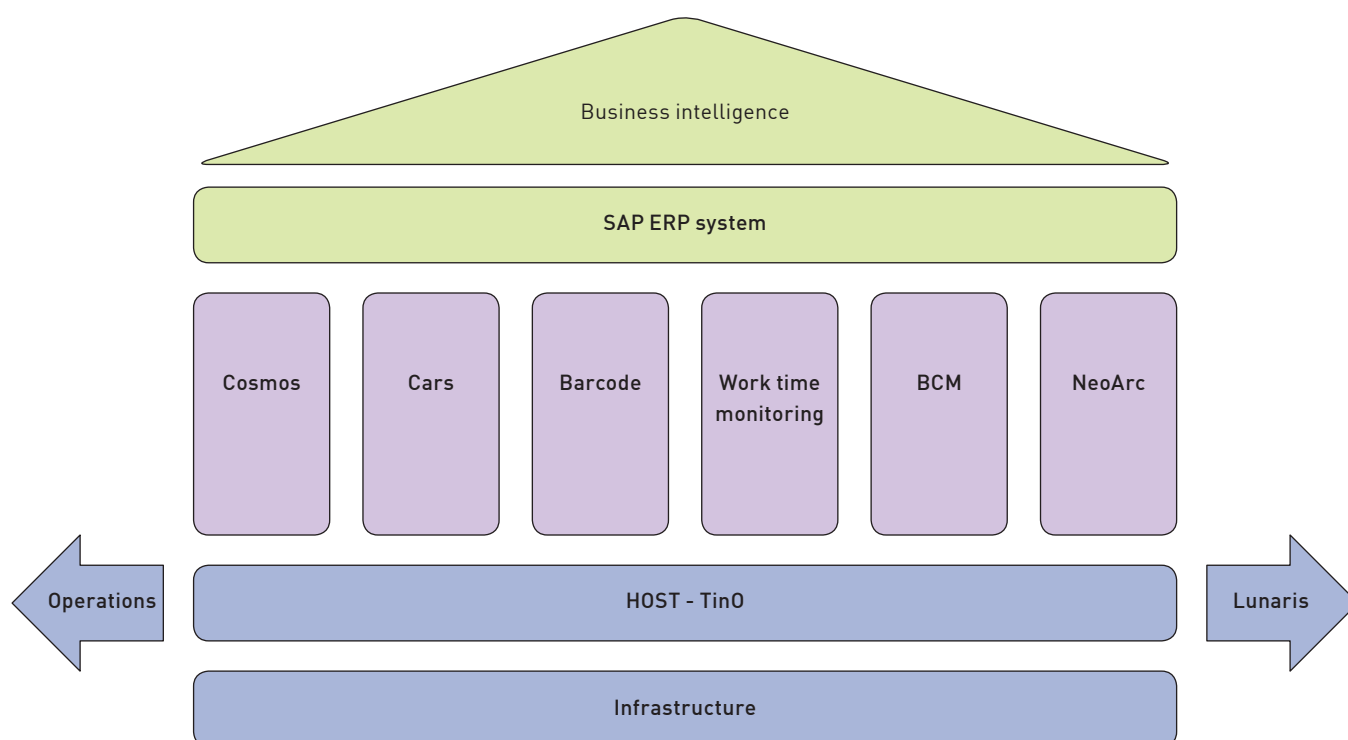 Business intelligence
SAP ERP system
Cosmos
Cars
Barcode
Work time
monitoring
BCM
NeoArc
Operations
HOST - TinO
Lunaris
Infrastructure